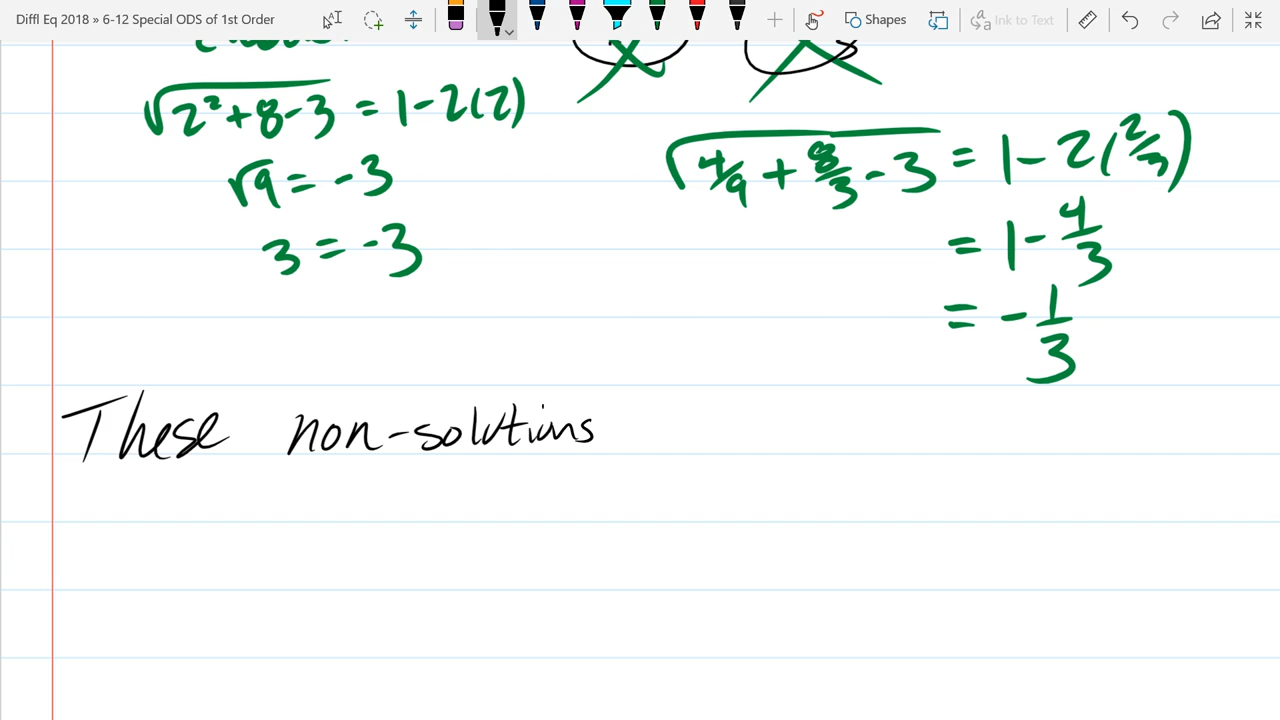 Diffl Eq 2018 » 6-12 Special ODS of 1st Order
Shapes
Ink to Text
√(2²+8-3) = 1-2(2)
√9 = -3
3 = -3
√(4/9 + 8/3 - 3) = 1 - 2(2/3)
= 1 - 4/3
= - 1/3
These non-solutions